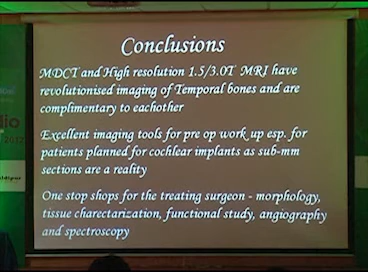 Conclusions
MDCT and High resolution 1.5/3.0T MRI have
revolutionised imaging of Temporal bones and are
complimentary to eachother
Excellent imaging tools for pre op work up esp. for
patients planned for cochlear implants as sub-mm
sections are a reality
One stop shops for the treating surgeon - morphology,
tissue charectarization, functional study, angiography
and spectroscopy
dio
2012